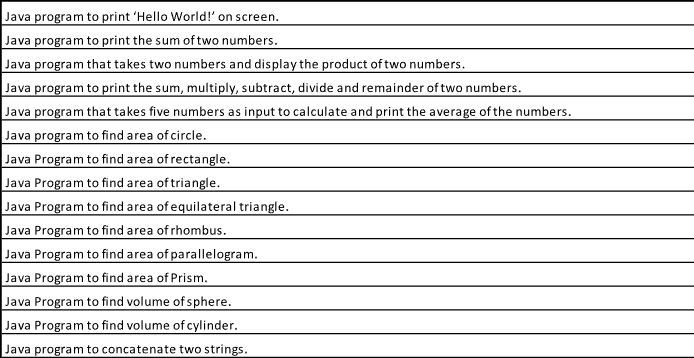 Java program to print ‘Hello World!’ on screen.
Java program to print the sum of two numbers.
Java program that takes two numbers and display the product of two numbers.
Java program to print the sum, multiply, subtract, divide and remainder of two numbers.
Java program that takes five numbers as input to calculate and print the average of the numbers.
Java program to find area of circle.
Java Program to find area of rectangle.
Java Program to find area of triangle.
Java Program to find area of equilateral triangle.
Java Program to find area of rhombus.
Java Program to find area of parallelogram.
Java Program to find area of Prism.
Java Program to find volume of sphere.
Java Program to find volume of cylinder.
Java program to concatenate two strings.